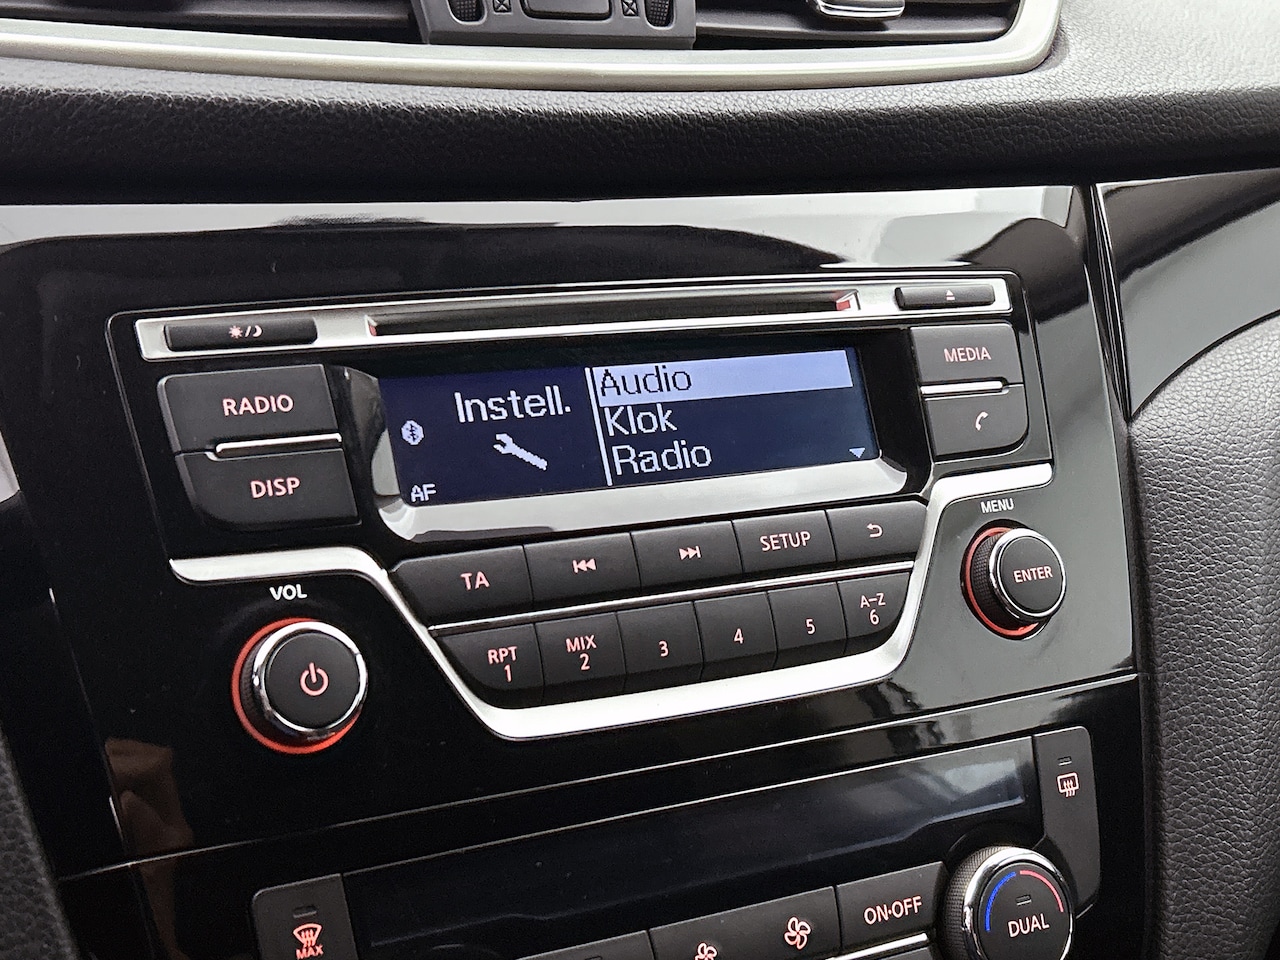 RADIO
DISP
Instell.
AF
Audio
Klok
Radio
MEDIA
VOL
TA
SETUP
MENU
ENTER
RPT
1
MIX
2
3
4
5
A-Z
6
MAX
ON·OFF
DUAL